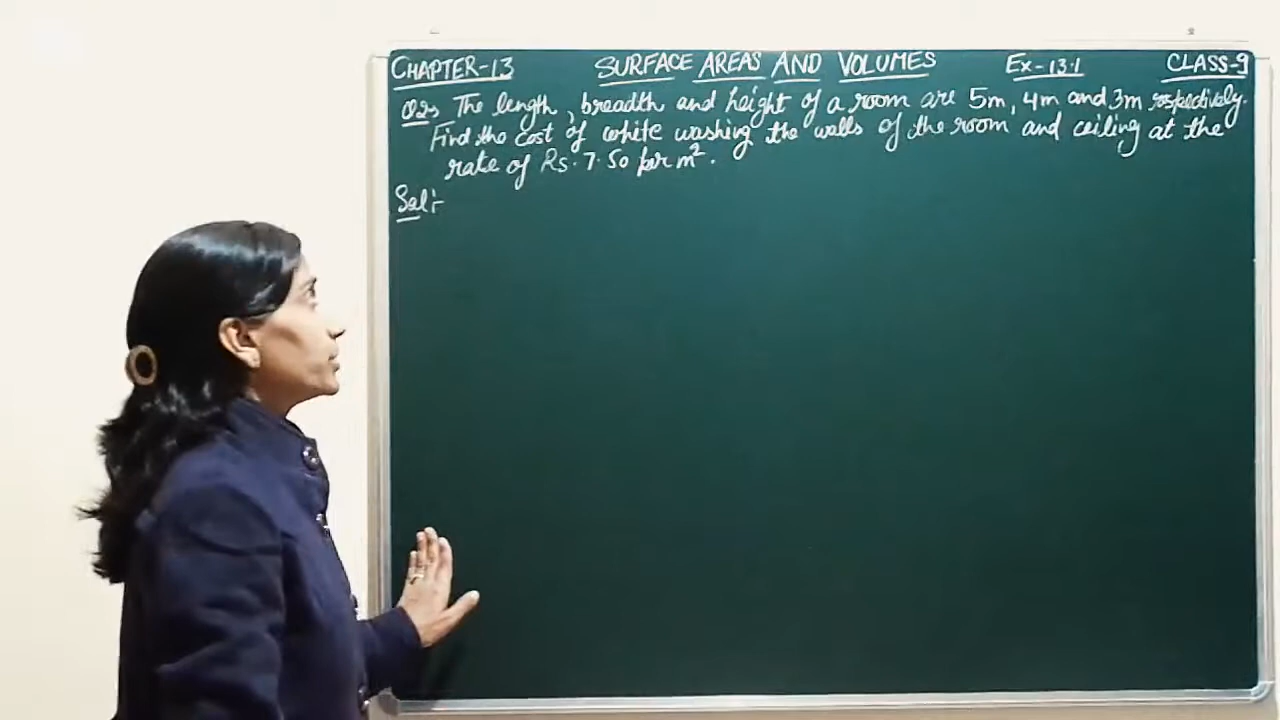 CHAPTER-13 SURFACE AREAS AND VOLUMES Ex-13.1 CLASS-9
Q2, The length, breadth and height of a room are 5m, 4m and 3m respectively.
Find the cost of white washing the walls of the room and ceiling at the
rate of Rs. 7.50 per m².
Sol:-